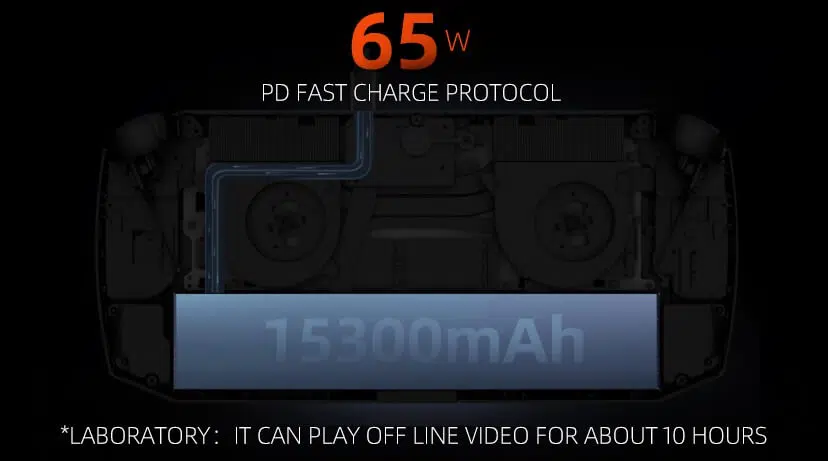 65W
PD FAST CHARGE PROTOCOL
15300mAh
*LABORATORY: IT CAN PLAY OFF LINE VIDEO FOR ABOUT 10 HOURS